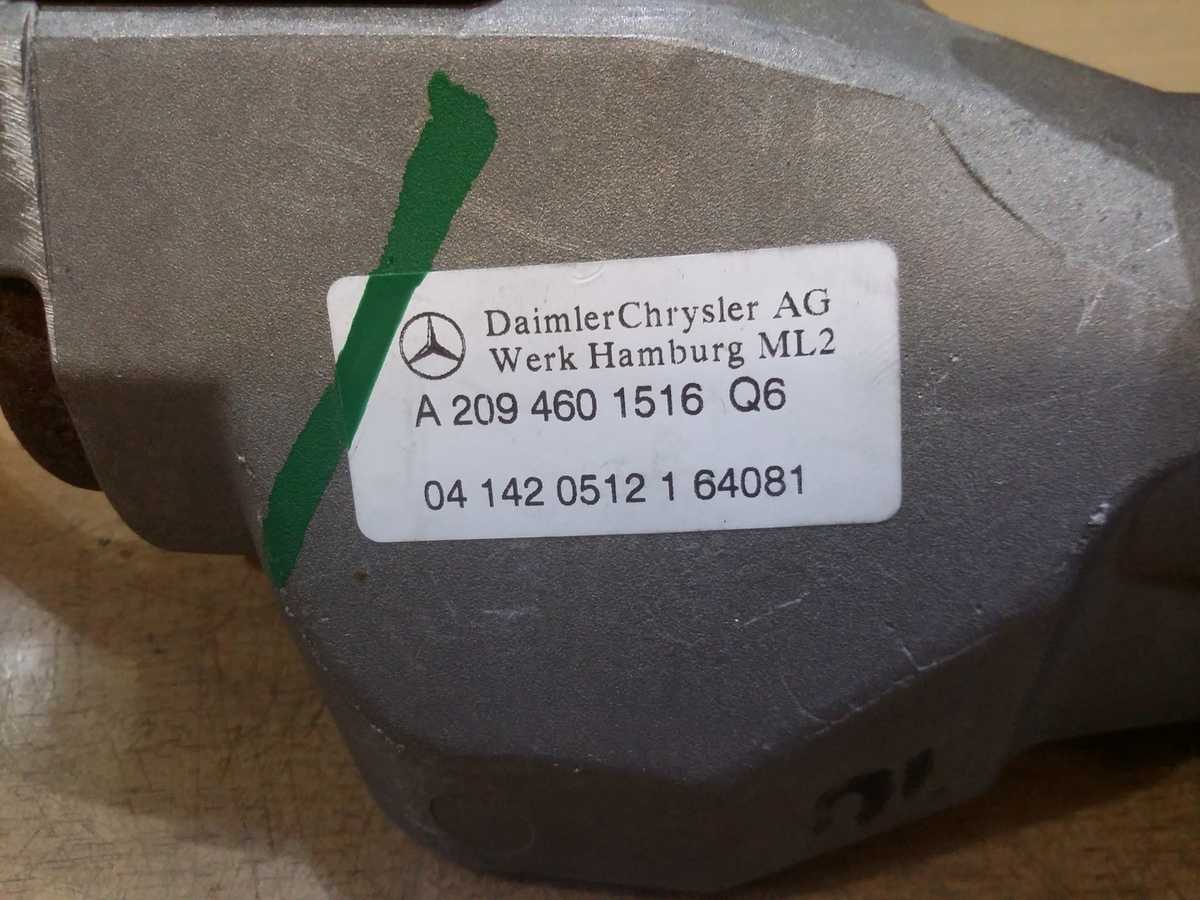 DaimlerChrysler AG
Werk Hamburg ML2
A 209 460 1516 Q6
04 142 0512 1 64081